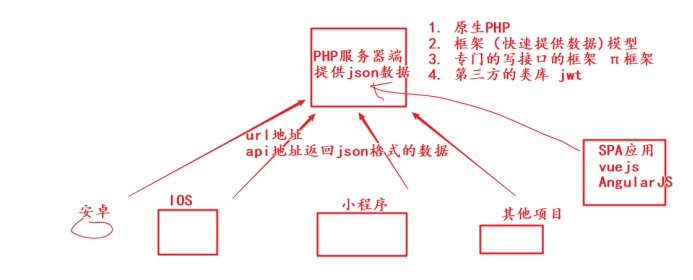 1. 原生PHP
2. 框架 (快速提供数据)模型
3. 专门的写接口的框架 π框架
4. 第三方的类库 jwt
PHP服务器端
提供json数据
url地址
api地址返回json格式的数据
SPA应用
vuejs
AngularJS
安卓
IOS
小程序
其他项目